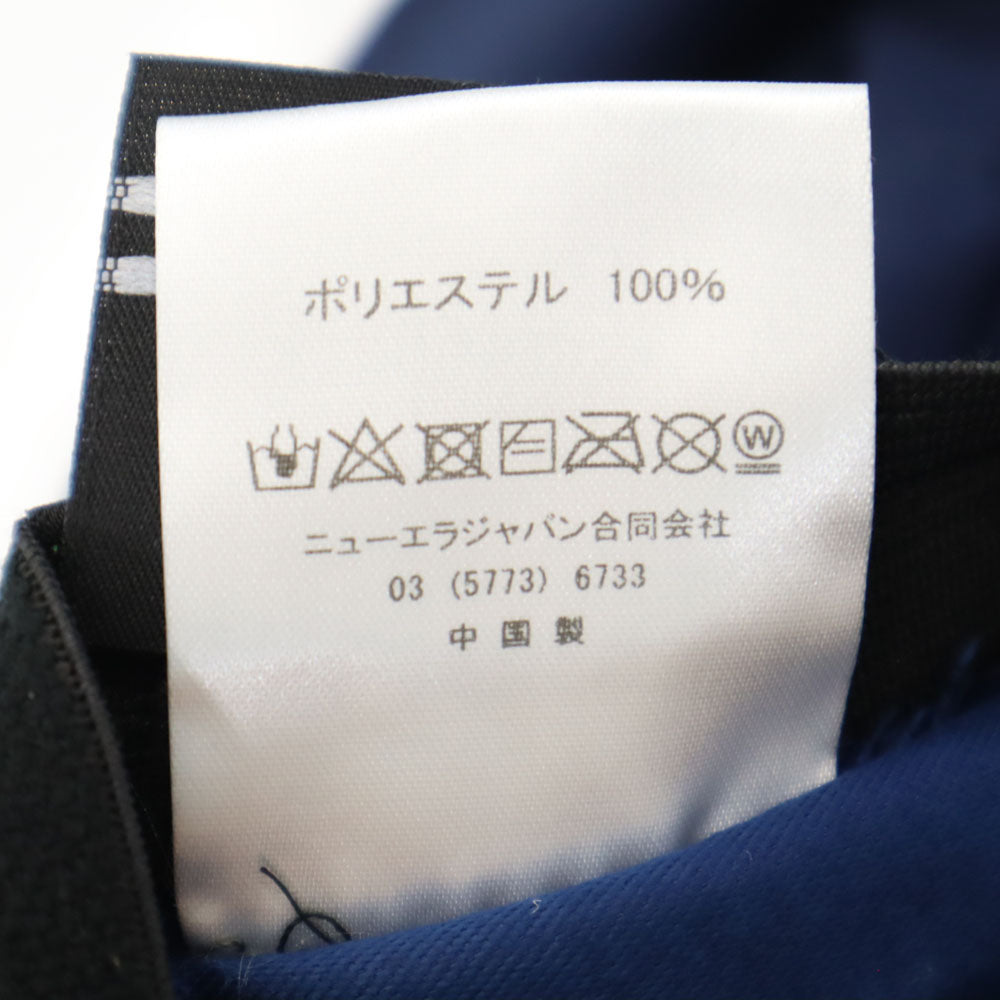 ポリエステル 100%
W
ニューエラジャパン合同会社
03 (5773) 6733
中国製